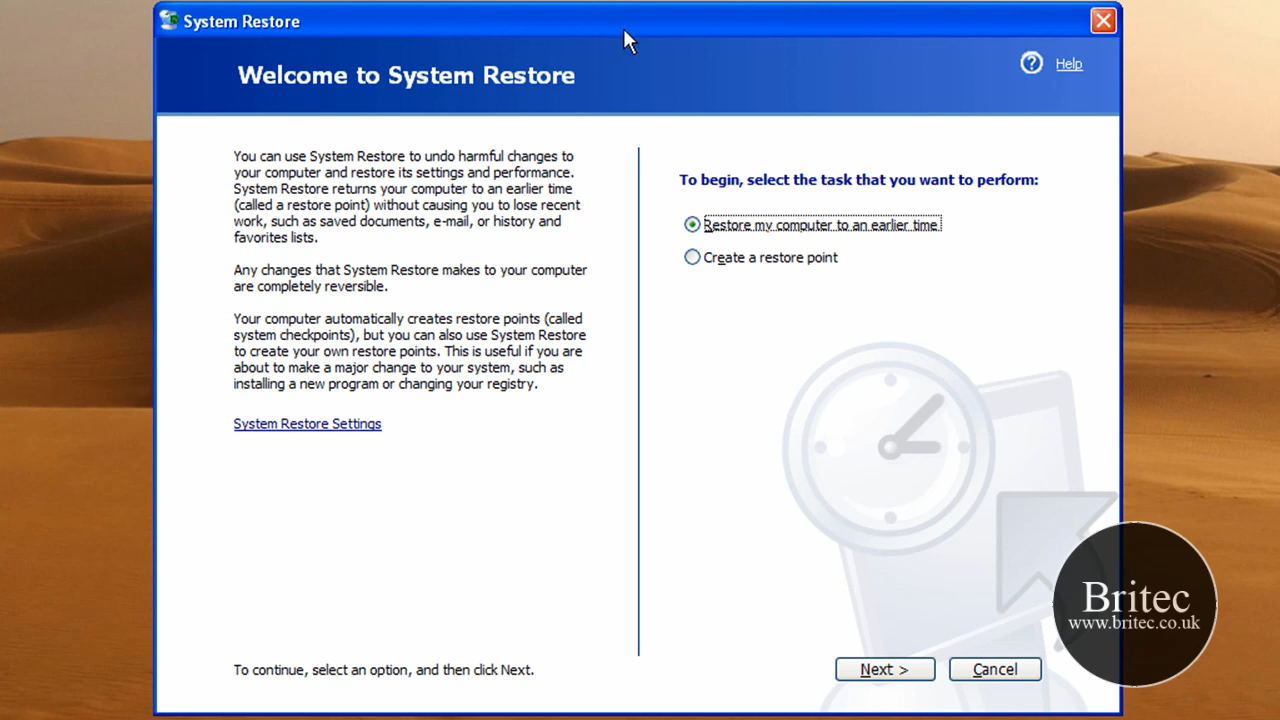 System Restore
Welcome to System Restore
Help
You can use System Restore to undo harmful changes to
your computer and restore its settings and performance.
System Restore returns your computer to an earlier time
(called a restore point) without causing you to lose recent
work, such as saved documents, e-mail, or history and
favorites lists.
Any changes that System Restore makes to your computer
are completely reversible.
Your computer automatically creates restore points (called
system checkpoints), but you can also use System Restore
to create your own restore points. This is useful if you are
about to make a major change to your system, such as
installing a new program or changing your registry.
System Restore Settings
To continue, select an option, and then click Next.
To begin, select the task that you want to perform:
Restore my computer to an earlier time
Create a restore point
Next >
Cancel
Britec
www.britec.co.uk